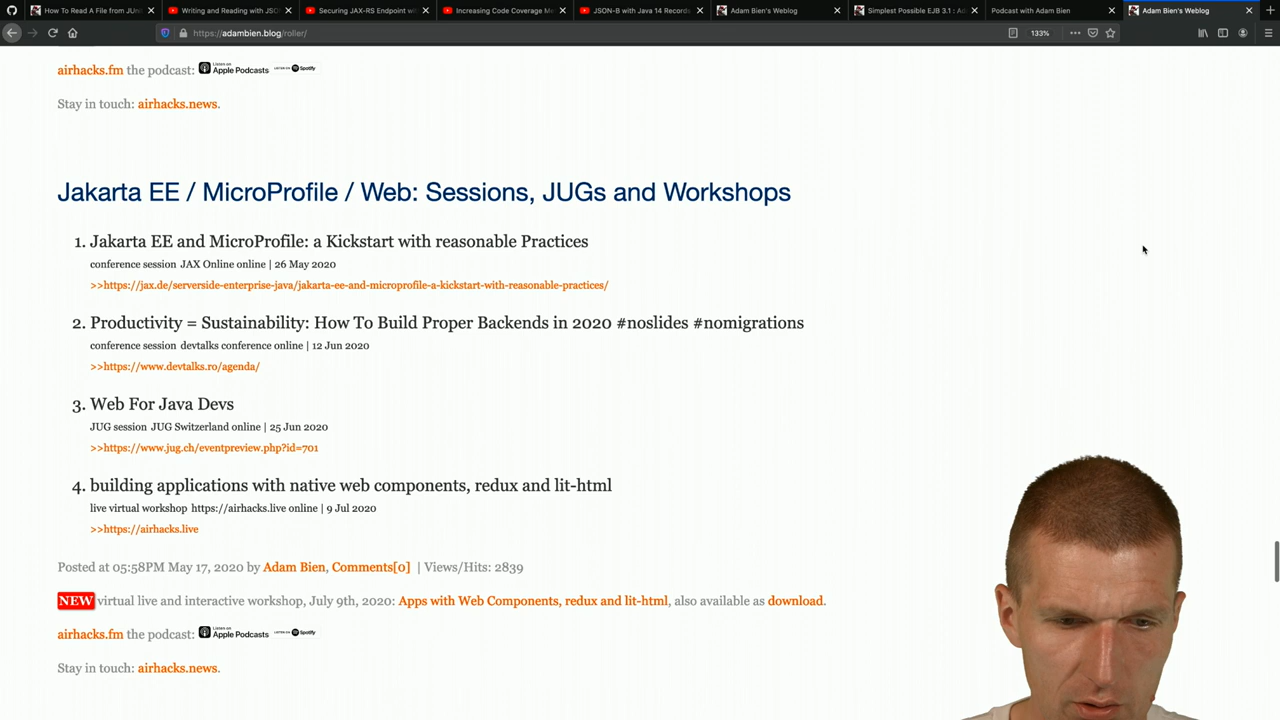 How To Read A File from JUni
Writing and Reading with JSON
Securing JAX-RS Endpoint wi
Increasing Code Coverage Me
JSON-B with Java 14 Records
Adam Bien's Weblog
Simplest Possible EJB 3.1 : Ad
Podcast with Adam Bien
Adam Bien's Weblog
https://adambien.blog/roller/
133%
airhacks.fm the podcast: Listen on Apple Podcasts LISTEN ON Spotify
Stay in touch: airhacks.news.
Jakarta EE / MicroProfile / Web: Sessions, JUGs and Workshops
1. Jakarta EE and MicroProfile: a Kickstart with reasonable Practices
conference session JAX Online online | 26 May 2020
>>https://jax.de/serverside-enterprise-java/jakarta-ee-and-microprofile-a-kickstart-with-reasonable-practices/
2. Productivity = Sustainability: How To Build Proper Backends in 2020 #noslides #nomigrations
conference session devtalks conference online | 12 Jun 2020
>>https://www.devtalks.ro/agenda/
3. Web For Java Devs
JUG session JUG Switzerland online | 25 Jun 2020
>>https://www.jug.ch/eventpreview.php?id=701
4. building applications with native web components, redux and lit-html
live virtual workshop https://airhacks.live online | 9 Jul 2020
>>https://airhacks.live
Posted at 05:58PM May 17, 2020 by Adam Bien, Comments[0] | Views/Hits: 2839
NEW virtual live and interactive workshop, July 9th, 2020: Apps with Web Components, redux and lit-html, also available as download.
airhacks.fm the podcast: Listen on Apple Podcasts LISTEN ON Spotify
Stay in touch: airhacks.news.